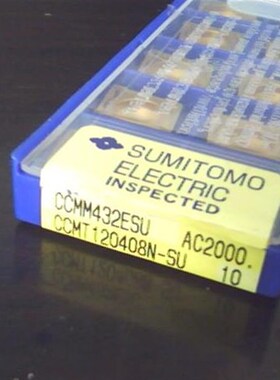 SUMITOMO
ELECTRIC
INSPECTED
CCMM432ESU AC2000.
CCMT120408N-SU 10